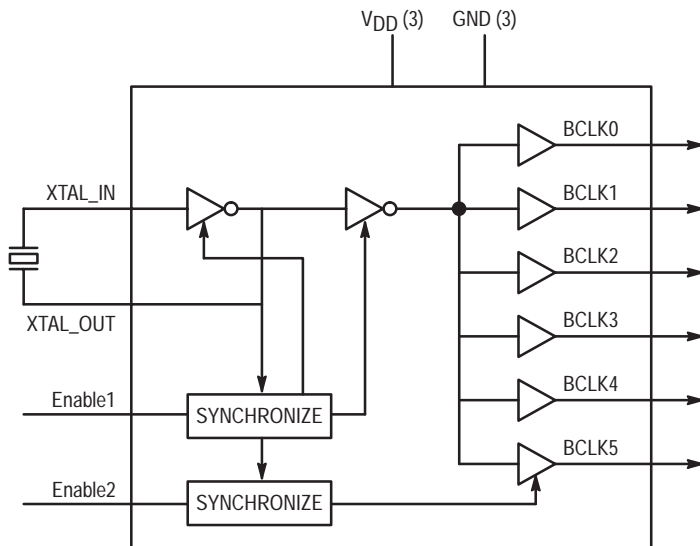 VDD (3) GND (3)
BCLK0
XTAL_IN
BCLK1
BCLK2
XTAL_OUT
BCLK3
Enable1
SYNCHRONIZE
BCLK4
BCLK5
Enable2
SYNCHRONIZE